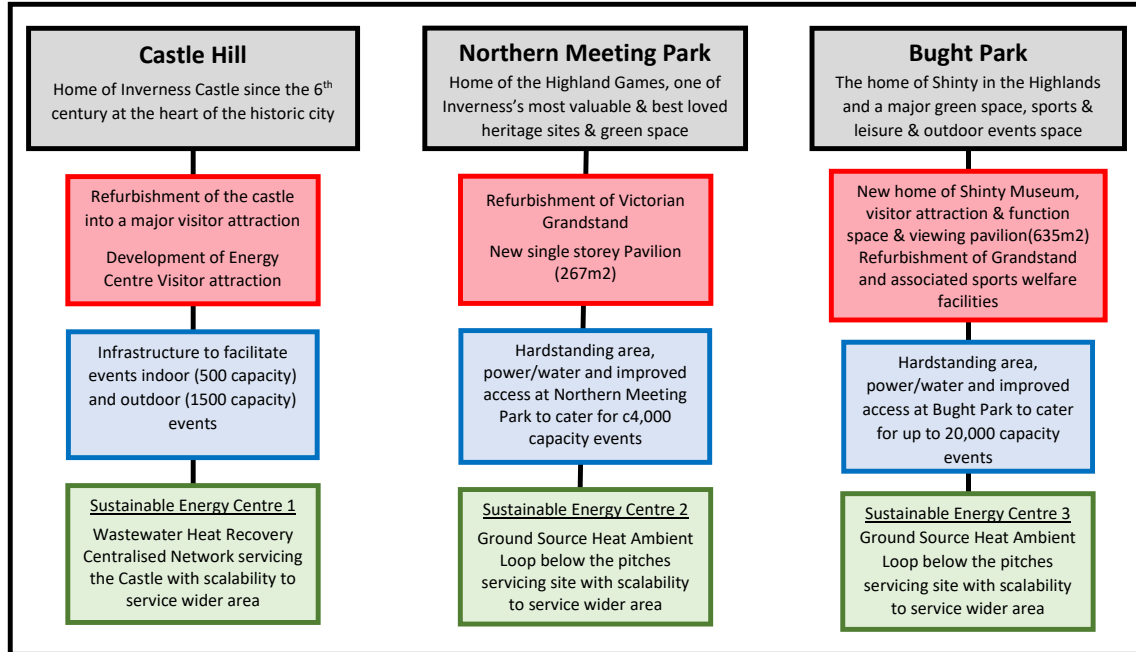 Castle Hill
Home of Inverness Castle since the 6th
century at the heart of the historic city
Refurbishment of the castle
into a major visitor attraction
Development of Energy
Centre Visitor attraction
Infrastructure to facilitate
events indoor (500 capacity)
and outdoor (1500 capacity)
events
Sustainable Energy Centre 1
Wastewater Heat Recovery
Centralised Network servicing
the Castle with scalability to
service wider area
Northern Meeting Park
Home of the Highland Games, one of
Inverness's most valuable & best loved
heritage sites & green space
Refurbishment of Victorian
Grandstand
New single storey Pavilion
(267m2)
Hardstanding area,
power/water and improved
access at Northern Meeting
Park to cater for c4,000
capacity events
Sustainable Energy Centre 2
Ground Source Heat Ambient
Loop below the pitches
servicing site with scalability
to service wider area
Bught Park
The home of Shinty in the Highlands
and a major green space, sports &
leisure & outdoor events space
New home of Shinty Museum,
visitor attraction & function
space & viewing pavilion(635m2)
Refurbishment of Grandstand
and associated sports welfare
facilities
Hardstanding area,
power/water and improved
access at Bught Park to cater
for up to 20,000 capacity
events
Sustainable Energy Centre 3
Ground Source Heat Ambient
Loop below the pitches
servicing site with scalability
to service wider area